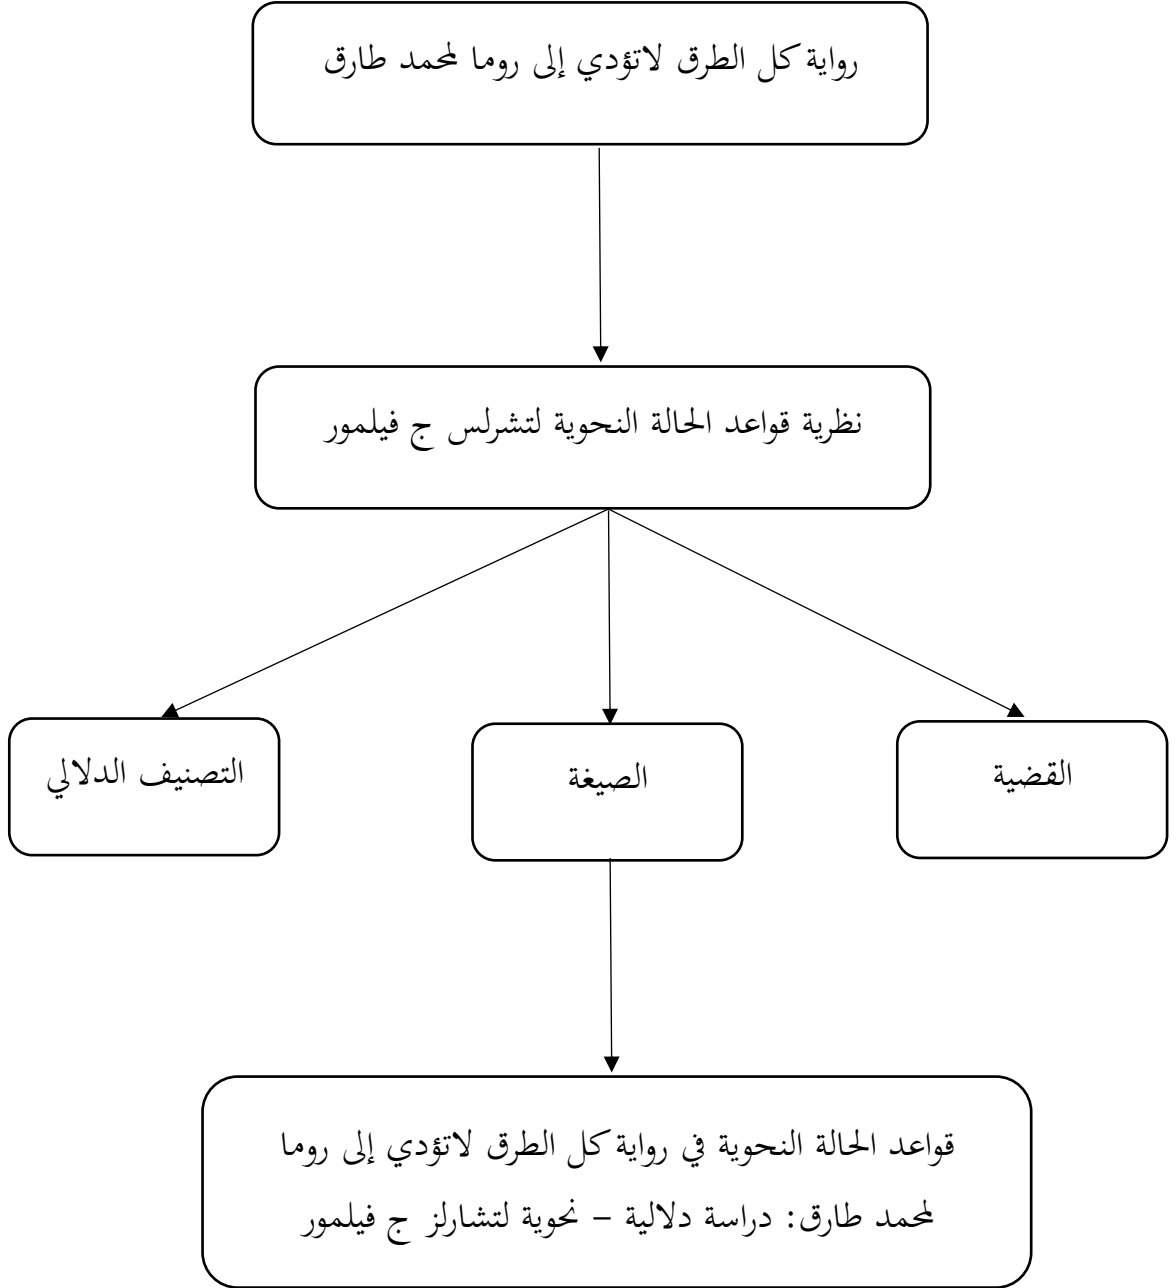 رواية كل الطرق لاتؤدي إلى روما لمحمد طارق
نظرية قواعد الحالة النحوية لتشرلس ج فيلمور
القضية
الصيغة
التصنيف الدلالي
قواعد الحالة النحوية في رواية كل الطرق لاتؤدي إلى روما
لمحمد طارق: دراسة دلالية – نحوية لتشارلز ج فيلمور